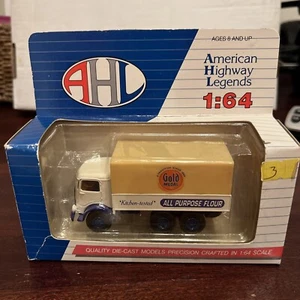 AGES 8 AND UP
AHL
American
Highway
Legends
1:64
Gold
MEDAL
"Kitchen-tested"
ALL PURPOSE FLOUR
3
QUALITY DIE-CAST MODELS PRECISION CRAFTED IN 1:64 SCALE